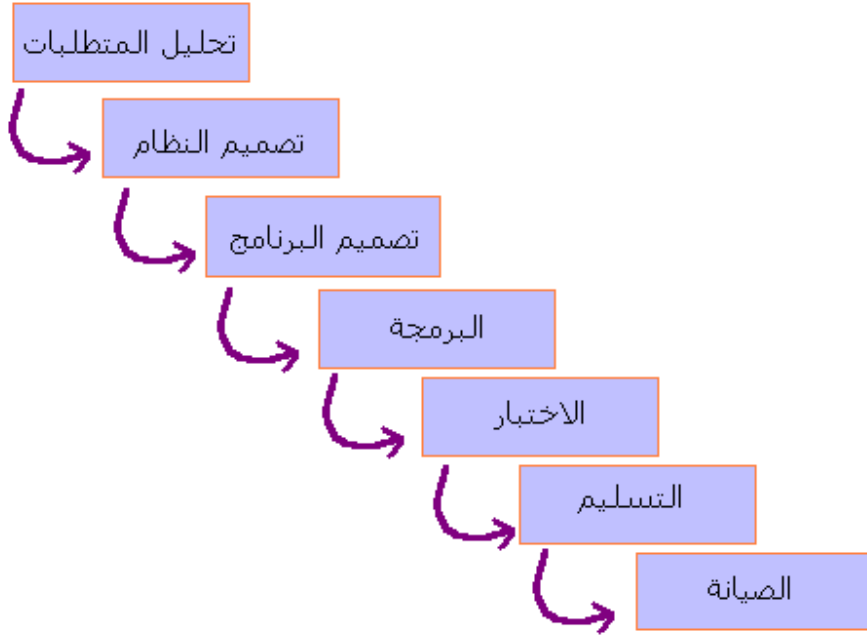 تحليل المتطلبات
تصميم النظام
تصميم البرنامج
البرمجة
الاختبار
التسليم
الصيانة